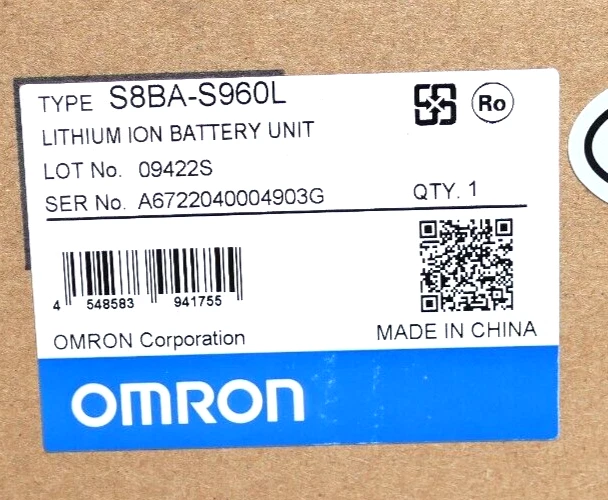 TYPE S8BA-S960L
Ro
LITHIUM ION BATTERY UNIT
LOT No. 09422S
SER No. A6722040004903G QTY. 1
4 548583 941755
OMRON Corporation MADE IN CHINA
OMRON